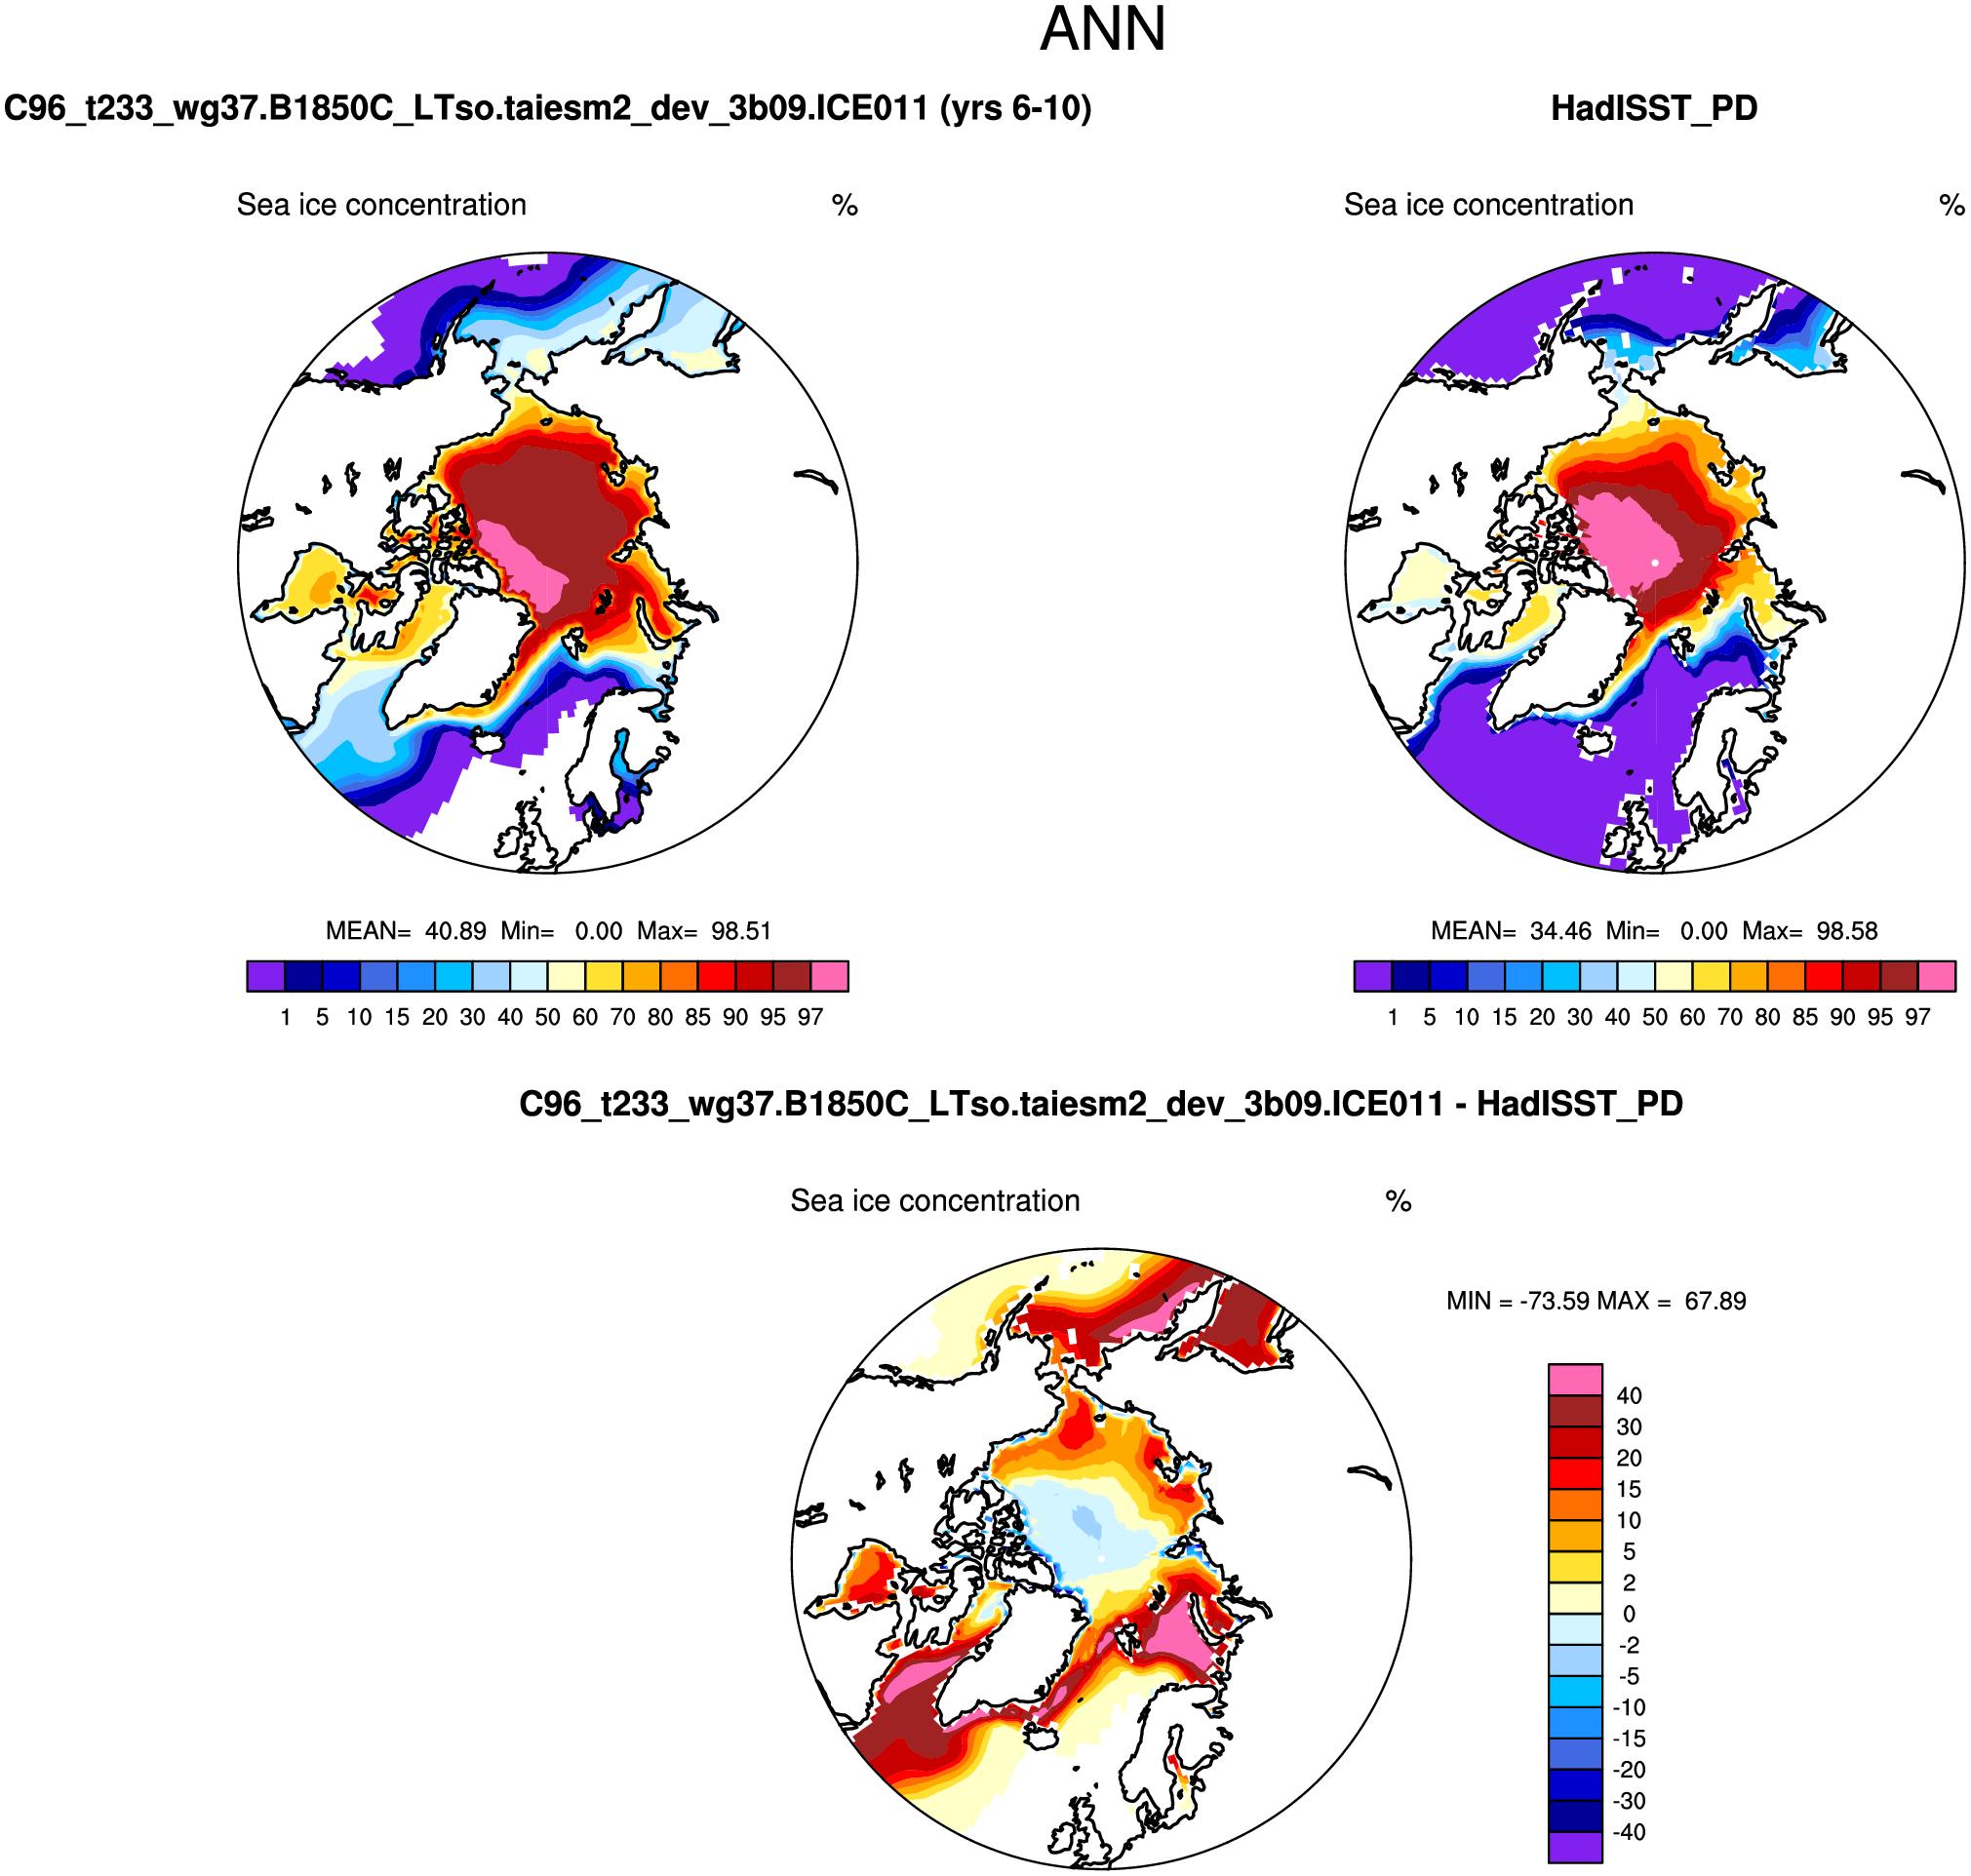 ANN
C96_t233_wg37.B1850C_LTso.taiesm2_dev_3b09.ICE011 (yrs 6-10)
HadISST_PD
Sea ice concentration %
Sea ice concentration %
MEAN= 40.89 Min= 0.00 Max= 98.51
MEAN= 34.46 Min= 0.00 Max= 98.58
1 5 10 15 20 30 40 50 60 70 80 85 90 95 97
1 5 10 15 20 30 40 50 60 70 80 85 90 95 97
C96_t233_wg37.B1850C_LTso.taiesm2_dev_3b09.ICE011 - HadISST_PD
Sea ice concentration %
MIN = -73.59 MAX = 67.89
40
30
20
15
10
5
2
0
-2
-5
-10
-15
-20
-30
-40